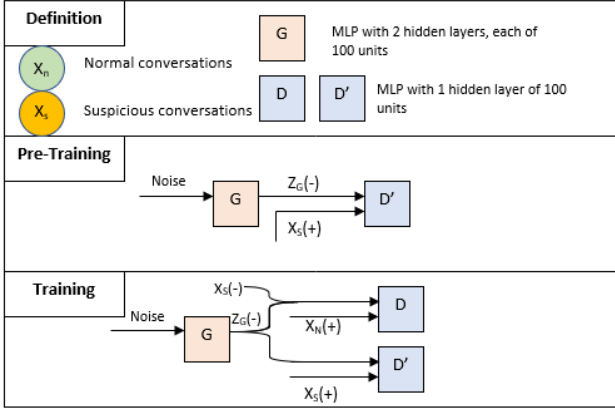 Definition
Xn
Normal conversations
Xs
Suspicious conversations
G
MLP with 2 hidden layers, each of
100 units
D
D'
MLP with 1 hidden layer of 100
units
Pre-Training
Noise
G
ZG(-)
XS(+)
D'
Training
Noise
G
XS(-)
ZG(-)
XN(+)
D
D'
XS(+)